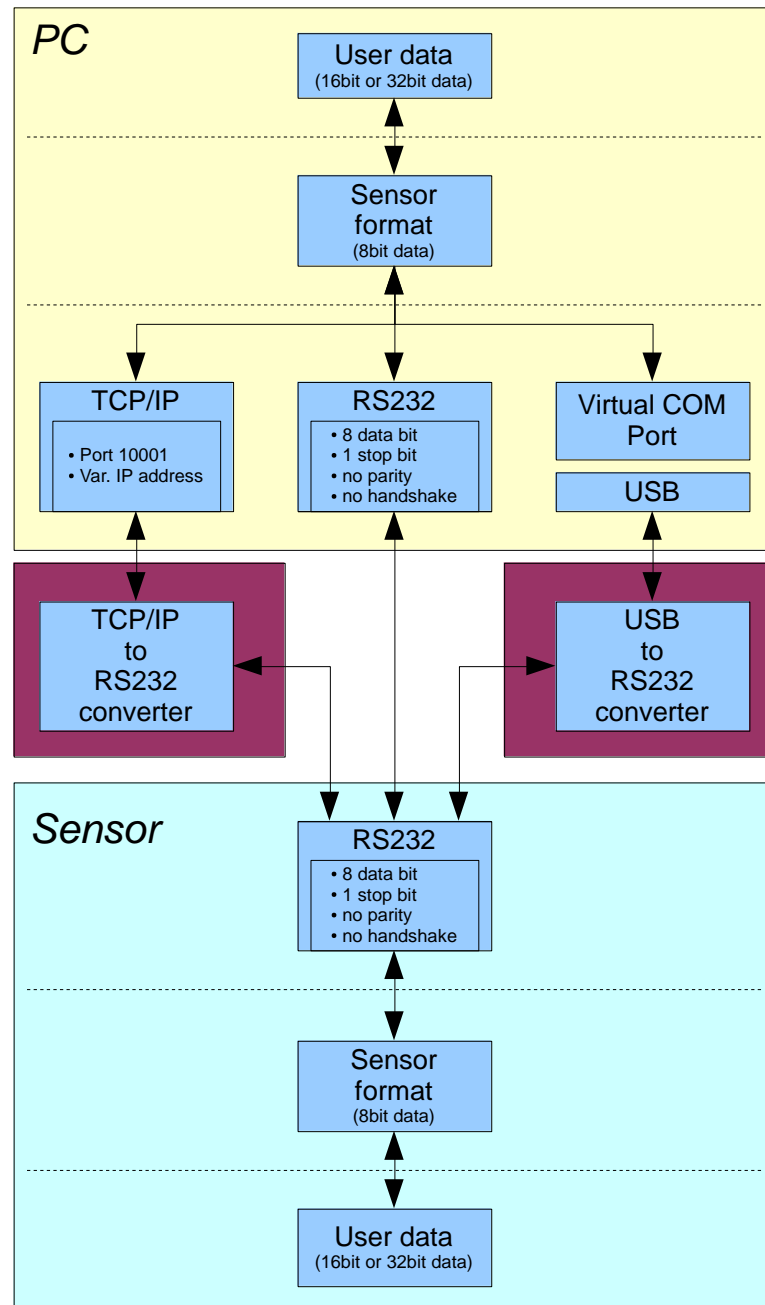 PC
User data
(16bit or 32bit data)
Sensor
format
(8bit data)
TCP/IP
• Port 10001
• Var. IP address
RS232
• 8 data bit
• 1 stop bit
• no parity
• no handshake
Virtual COM
Port
USB
TCP/IP
to
RS232
converter
USB
to
RS232
converter
Sensor
RS232
• 8 data bit
• 1 stop bit
• no parity
• no handshake
Sensor
format
(8bit data)
User data
(16bit or 32bit data)